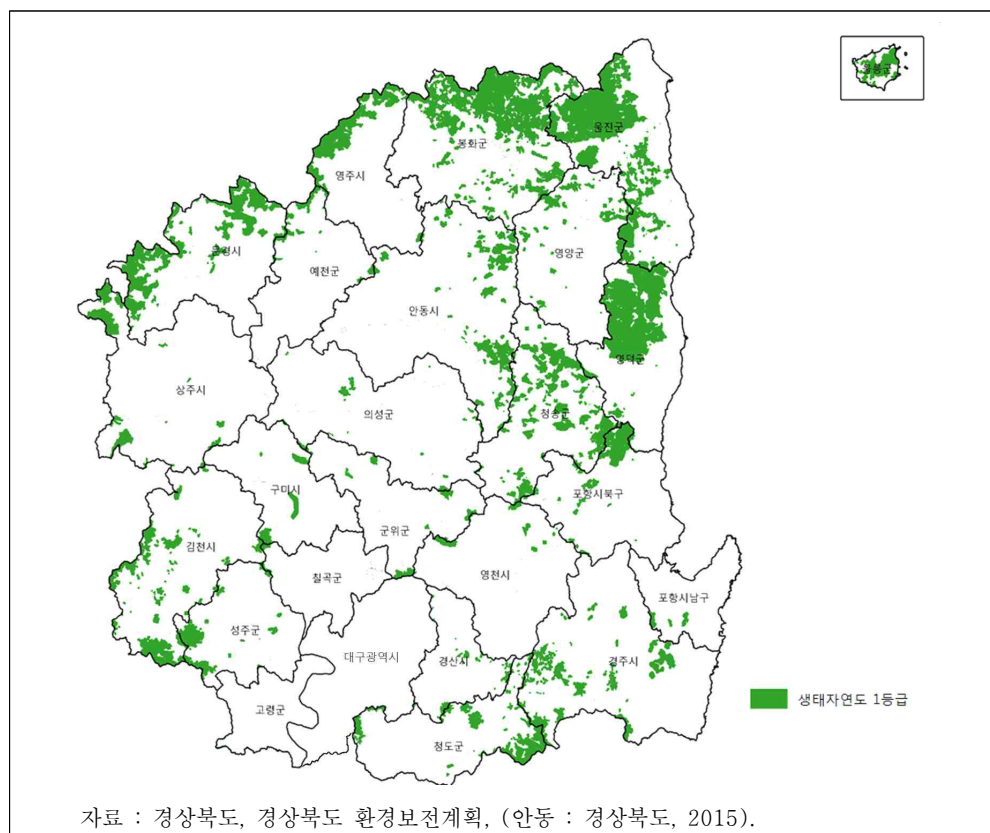 울릉군
울진군
봉화군
영주시
문경시
예천군
영양군
안동시
영덕군
상주시
의성군
청송군
구미시
포항시북구
군위군
김천시
칠곡군
영천시
포항시남구
성주군
대구광역시
경산시
경주시
고령군
청도군
생태자연도 1등급
자료 : 경상북도, 경상북도 환경보전계획, (안동 : 경상북도, 2015).